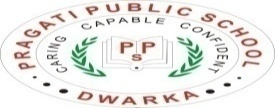 PRAGATI PUBLIC SCHOOL
CARING CAPABLE CONFIDENT
PPS
DWARKA